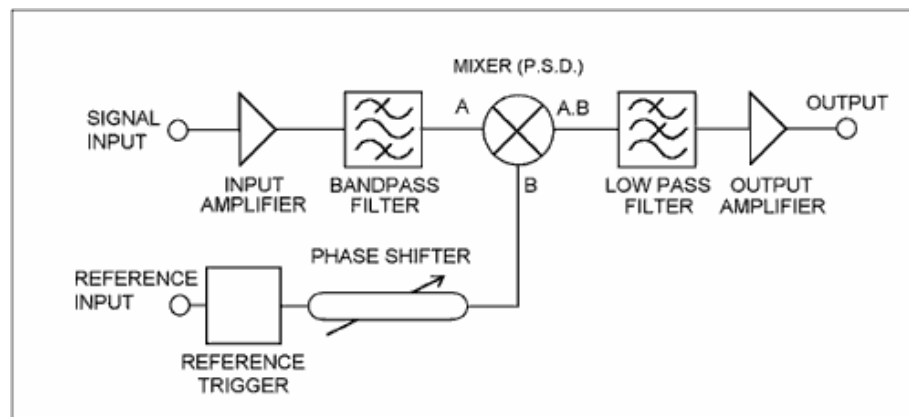 MIXER (P.S.D.)
SIGNAL
INPUT
A
A.B
OUTPUT
INPUT
AMPLIFIER
BANDPASS
FILTER
B
LOW PASS
FILTER
OUTPUT
AMPLIFIER
PHASE SHIFTER
REFERENCE
INPUT
REFERENCE
TRIGGER